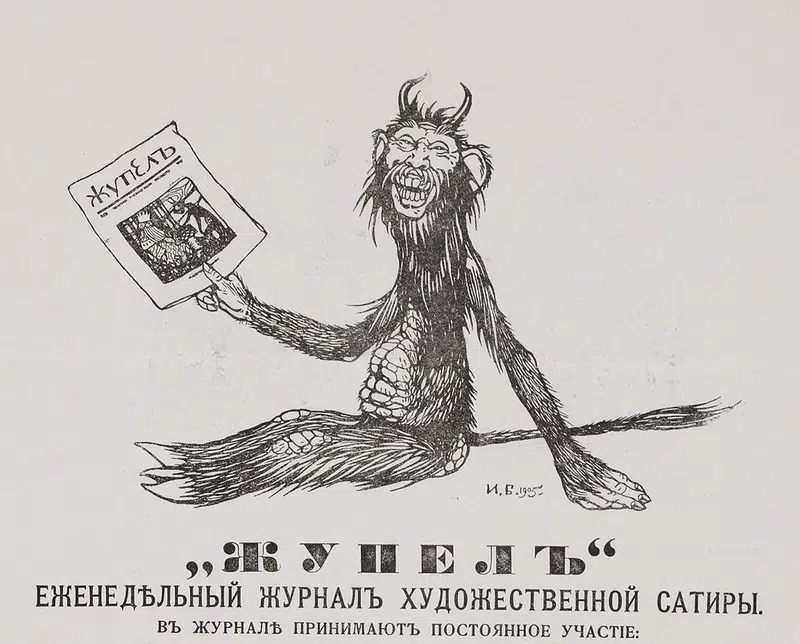 ЖУПЕЛЪ
И. Б. 1905
„ЖУПЕЛЪ“
ЕЖЕНЕДѢЛЬНЫЙ ЖУРНАЛЪ ХУДОЖЕСТВЕННОЙ САТИРЫ.
ВЪ ЖУРНАЛѢ ПРИНИМАЮТЪ ПОСТОЯННОЕ УЧАСТІЕ: